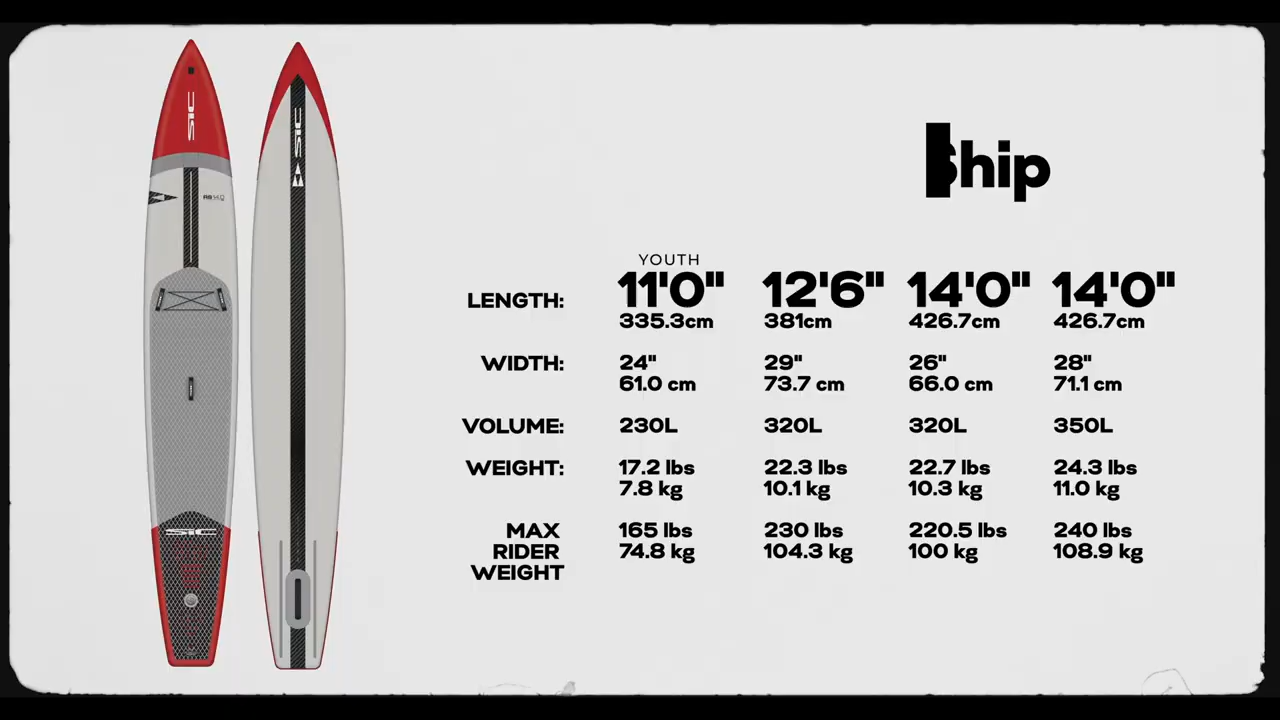 SIC
SIC
SIC
Ship
YOUTH
LENGTH: 11'0" 12'6" 14'0" 14'0"
335.3cm 381cm 426.7cm 426.7cm
WIDTH: 24" 29" 26" 28"
61.0 cm 73.7 cm 66.0 cm 71.1 cm
VOLUME: 230L 320L 320L 350L
WEIGHT: 17.2 lbs 22.3 lbs 22.7 lbs 24.3 lbs
7.8 kg 10.1 kg 10.3 kg 11.0 kg
MAX 165 lbs 230 lbs 220.5 lbs 240 lbs
RIDER 74.8 kg 104.3 kg 100 kg 108.9 kg
WEIGHT